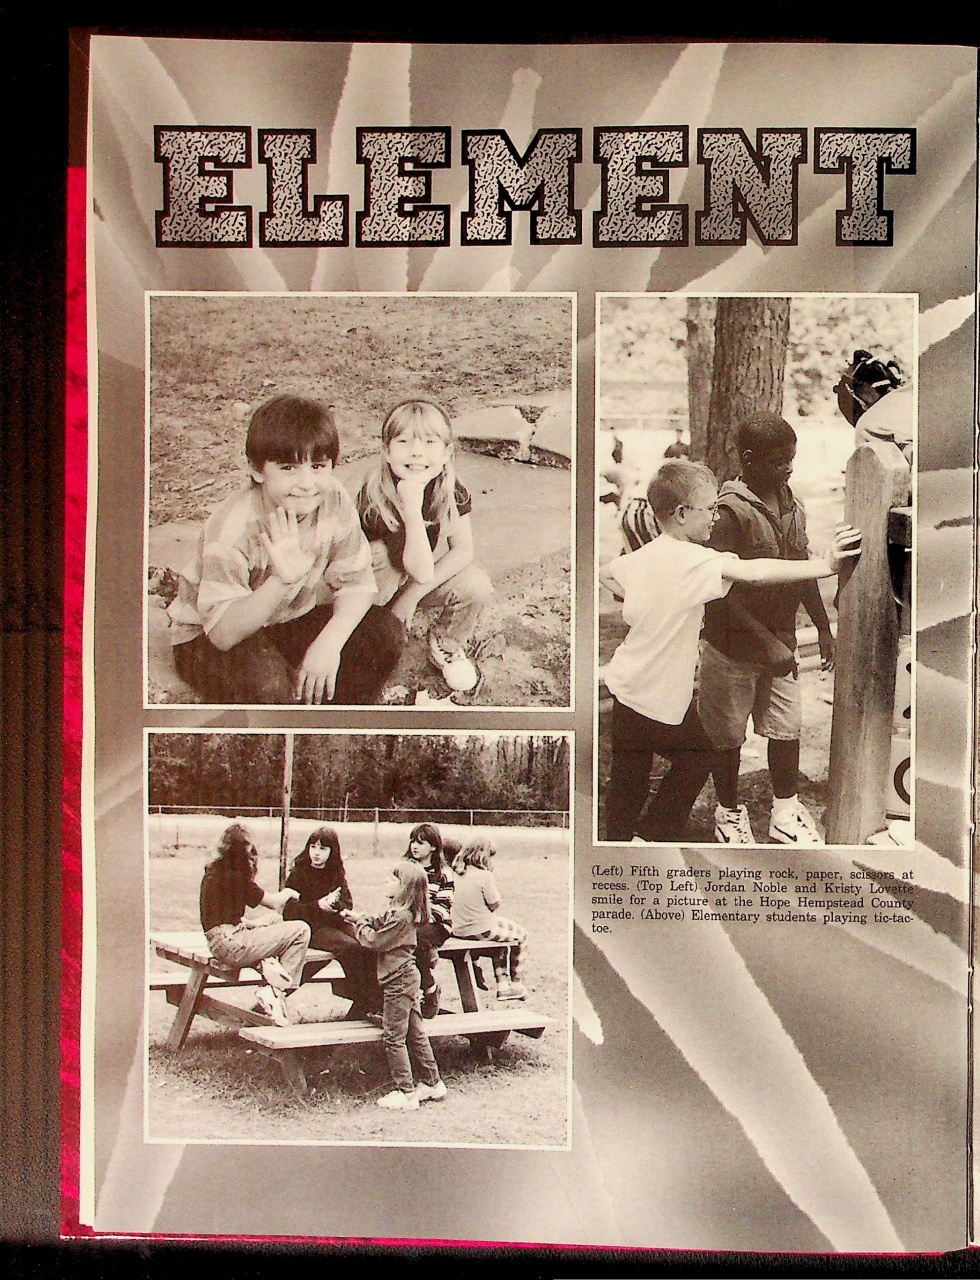 ELEMENT
(Left) Fifth graders playing rock, paper, scissors at
recess. (Top Left) Jordan Noble and Kristy Lovette
smile for a picture at the Hope Hempstead County
parade. (Above) Elementary students playing tic-tac-
toe.